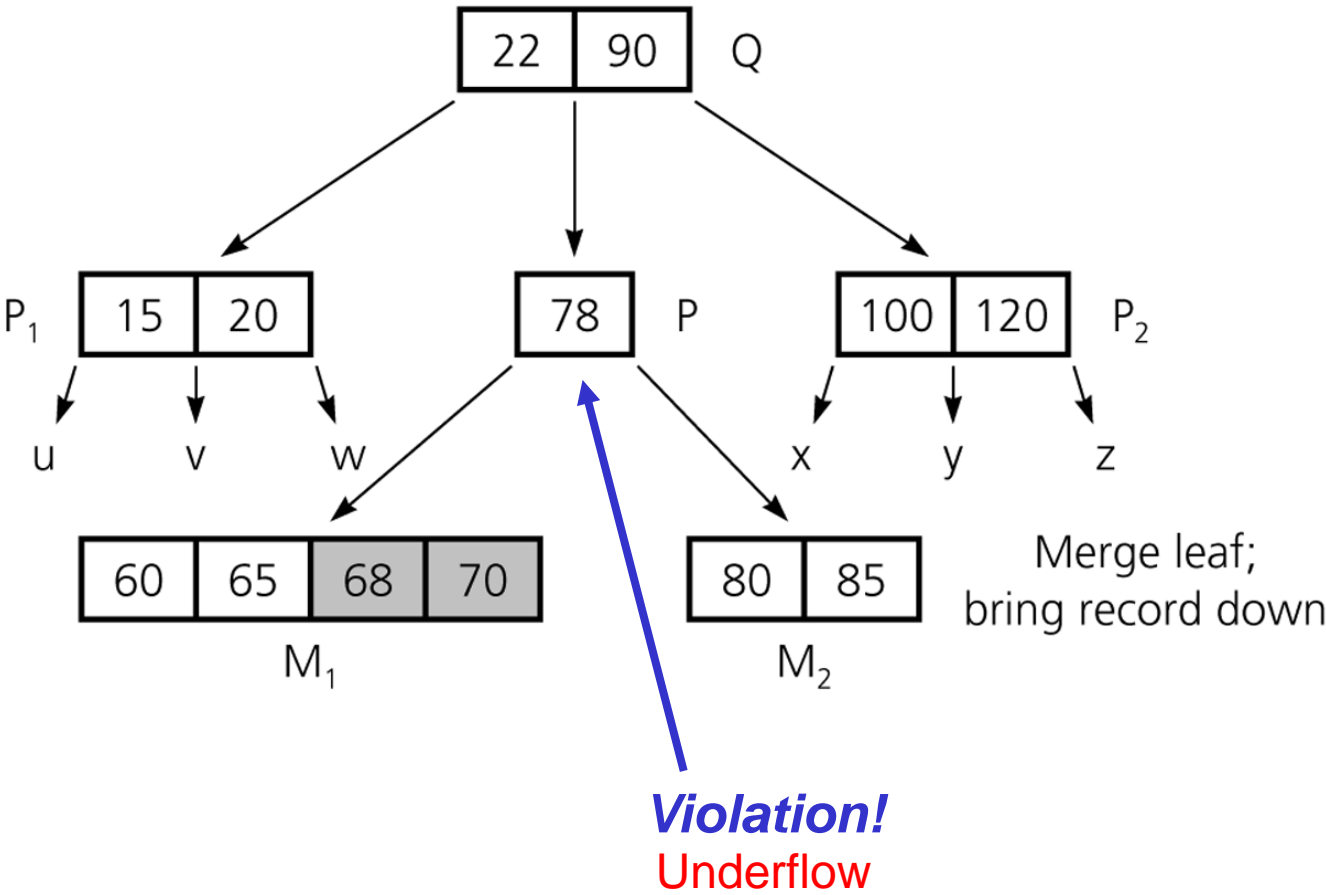 22 90 Q
P₁ 15 20 78 P 100 120 P₂
u v w x y z
60 65 68 70 80 85 Merge leaf;
bring record down
M₁ M₂
Violation!
Underflow